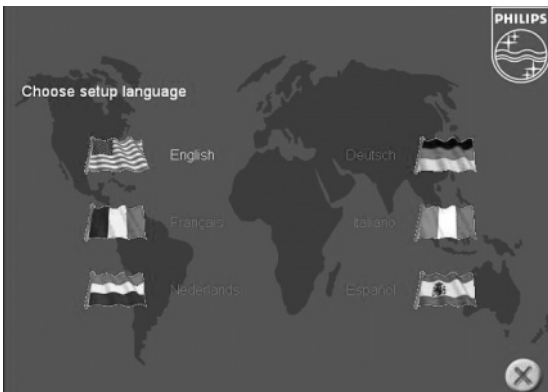 PHILIPS
Choose setup language
English
Deutsch
Français
Italiano
Nederlands
Español